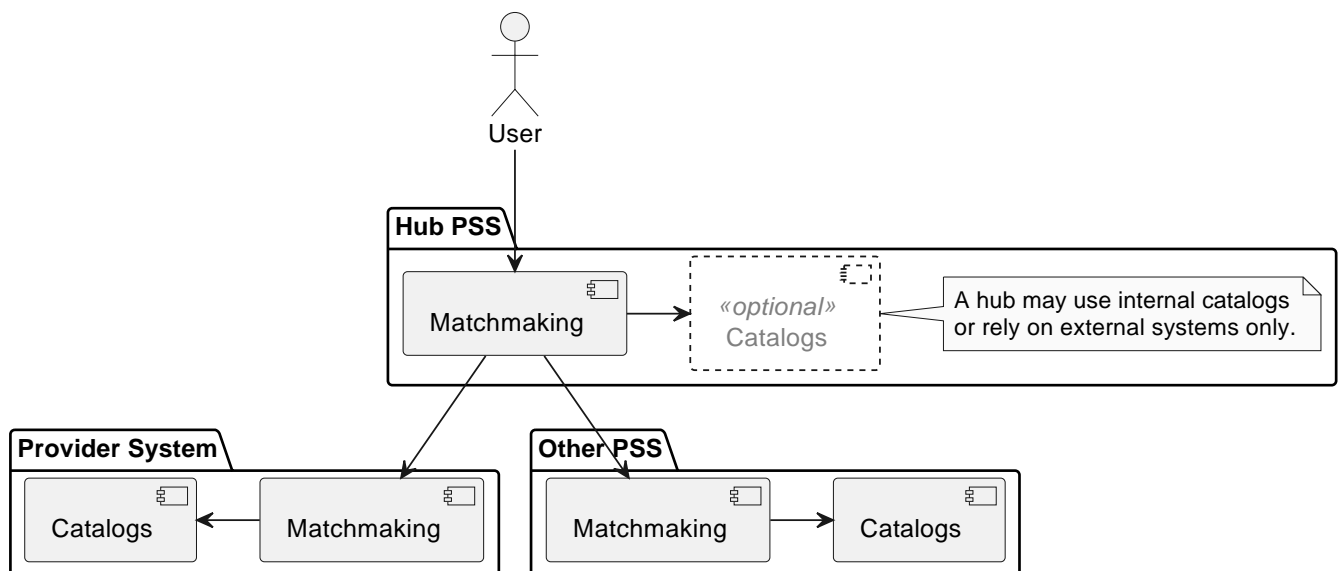 User
Hub PSS
Matchmaking
«optional»
Catalogs
A hub may use internal catalogs
or rely on external systems only.
Provider System
Catalogs
Matchmaking
Other PSS
Matchmaking
Catalogs